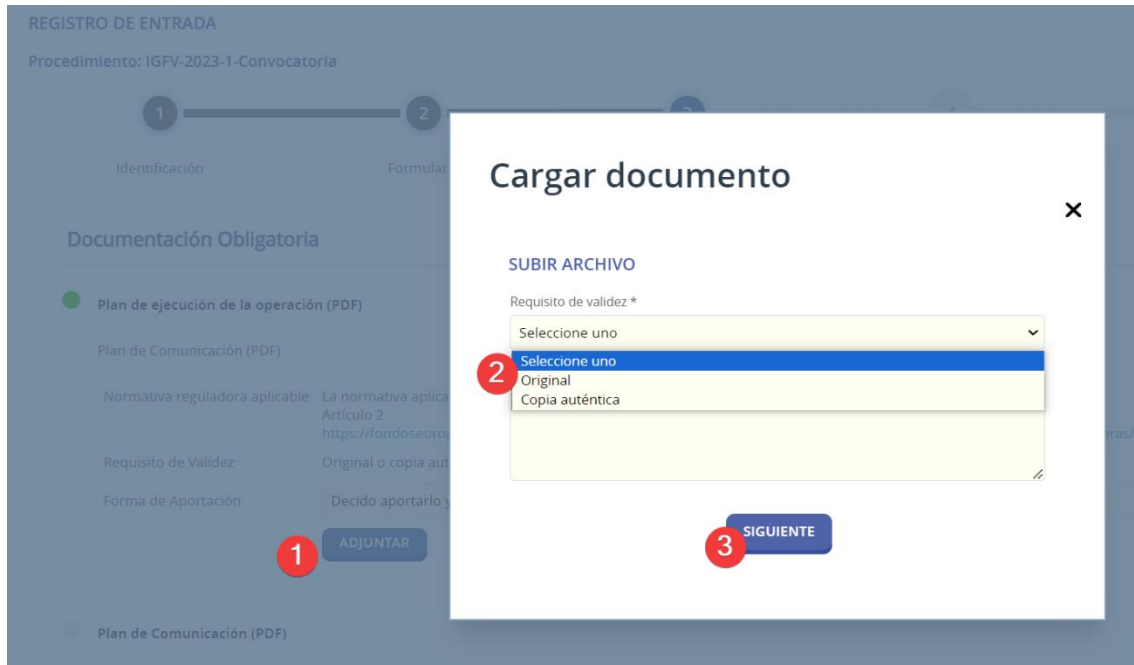 REGISTRO DE ENTRADA
Procedimiento: IGFV-2023-1-Convocatoria
1
2
3
Identificación
Formular
Documentación Obligatoria
Plan de ejecución de la operación (PDF)
Plan de Comunicación (PDF)
Normativa reguladora aplicable La normativa aplica
Artículo 2
https://fondoseurop
eras/
Requisito de Validez Original o copia aut
Forma de Aportación Decido aportarlo y
1
ADJUNTAR
Plan de Comunicación (PDF)
Cargar documento
SUBIR ARCHIVO
Requisito de validez *
Seleccione uno
2
Seleccione uno
Original
Copia auténtica
3
SIGUIENTE